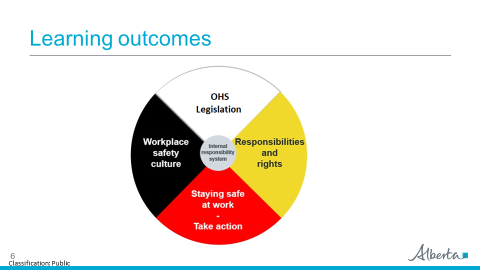 Learning outcomes
OHS
Legislation
Workplace
safety
culture
Internal
responsibility
system
Responsibilities
and
rights
Staying safe
at work
-
Take action
6
Classification: Public
Alberta